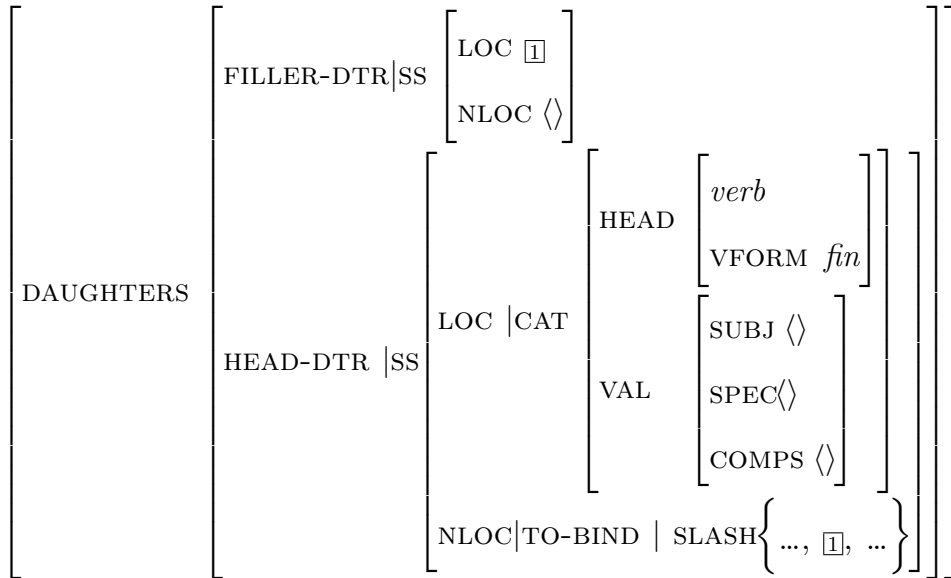 LOC 1
FILLER-DTR|SS
NLOC ⟨⟩
verb
HEAD
VFORM fin
DAUGHTERS
LOC |CAT
SUBJ ⟨⟩
HEAD-DTR |SS
VAL
SPEC⟨⟩
COMPS ⟨⟩
NLOC|TO-BIND | SLASH{..., 1, ...}